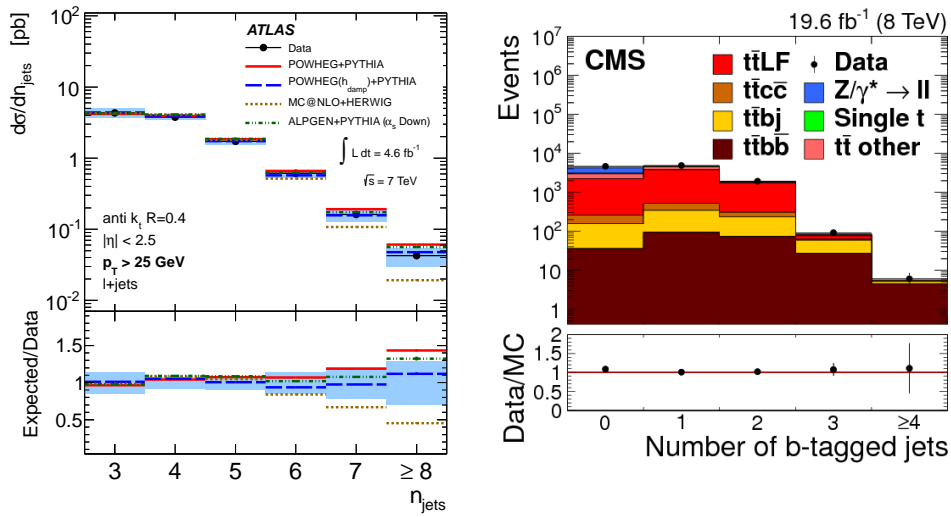 dσ/dn_jets [pb]
10²
10
1
10⁻¹
10⁻²
ATLAS
Data
POWHEG+PYTHIA
POWHEG(h_damp)+PYTHIA
MC@NLO+HERWIG
ALPGEN+PYTHIA (α_s Down)
∫ L dt = 4.6 fb⁻¹
√s = 7 TeV
anti k_t R=0.4
|η| < 2.5
p_T > 25 GeV
l+jets
Expected/Data
1.5
1
0.5
3 4 5 6 7 ≥ 8
n_jets
19.6 fb⁻¹ (8 TeV)
Events
10⁷
10⁶
10⁵
10⁴
10³
10²
10
1
CMS
tt̄LF
tt̄cc̄
tt̄bj
tt̄bb̄
Data
Z/γ* → ll
Single t
tt̄ other
Data/MC
2
1.5
1
0.5
0
0 1 2 3 ≥4
Number of b-tagged jets